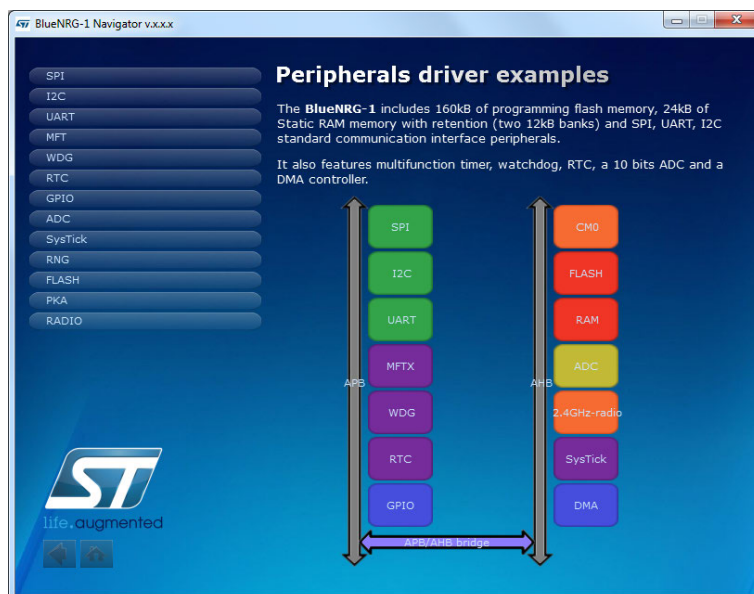 BlueNRG-1 Navigator v.x.x.x
SPI
I2C
UART
MFT
WDG
RTC
GPIO
ADC
SysTick
RNG
FLASH
PKA
RADIO
Peripherals driver examples
The BlueNRG-1 includes 160kB of programming flash memory, 24kB of
Static RAM memory with retention (two 12kB banks) and SPI, UART, I2C
standard communication interface peripherals.
It also features multifunction timer, watchdog, RTC, a 10 bits ADC and a
DMA controller.
APB
SPI
I2C
UART
MFTX
WDG
RTC
GPIO
AHB
CM0
FLASH
RAM
ADC
2.4GHz-radio
SysTick
DMA
APB/AHB bridge
ST
life.augmented